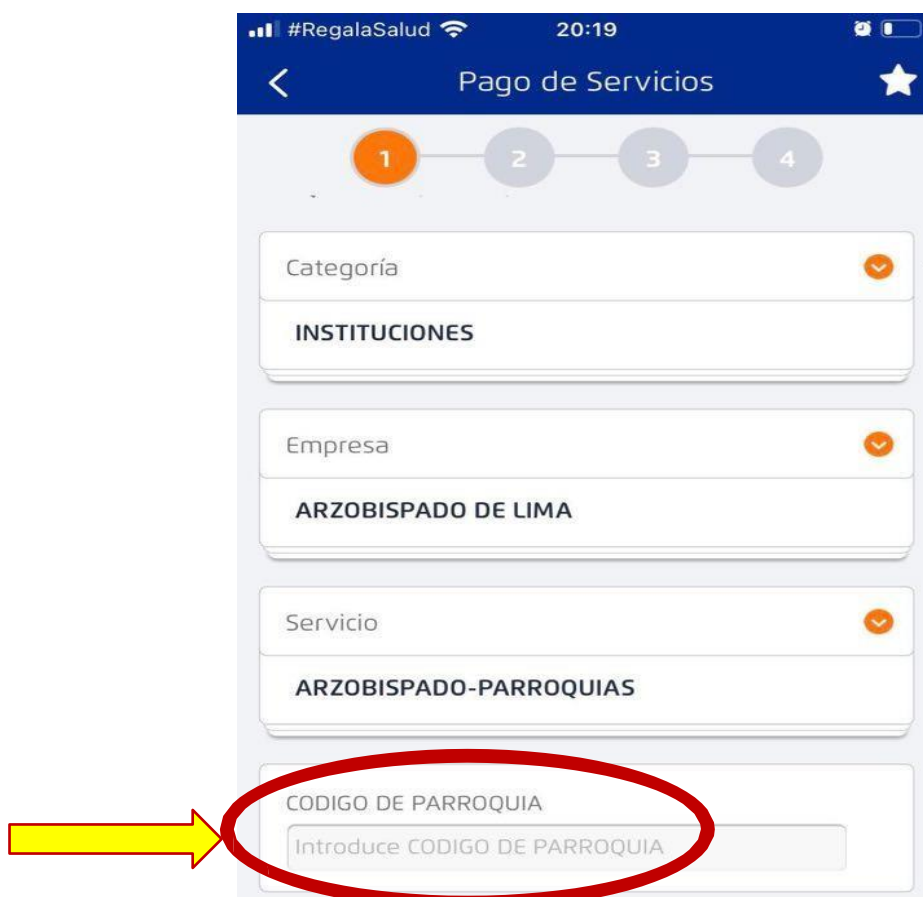 #RegalaSalud 20:19
Pago de Servicios
1 2 3 4
Categoría
INSTITUCIONES
Empresa
ARZOBISPADO DE LIMA
Servicio
ARZOBISPADO-PARROQUIAS
CODIGO DE PARROQUIA
Introduce CODIGO DE PARROQUIA